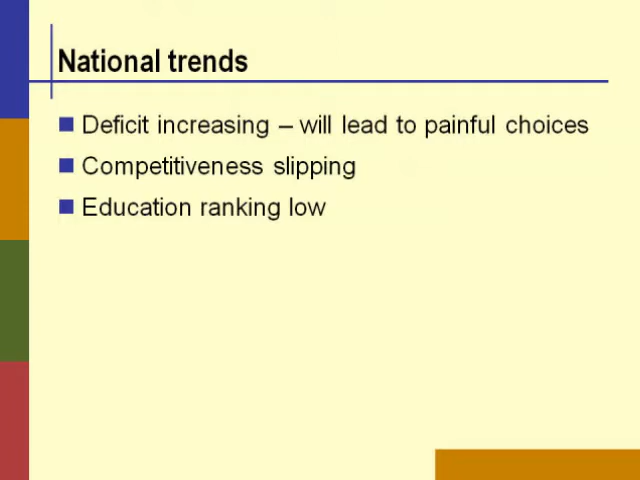 National trends
Deficit increasing – will lead to painful choices
Competitiveness slipping
Education ranking low